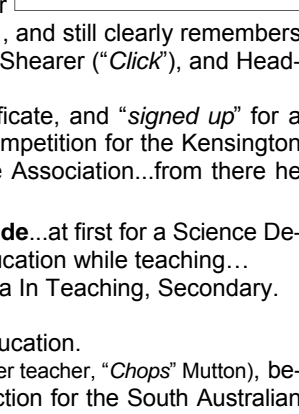 , and still clearly remembers
Shearer (“Click”), and Head-
ficate, and “signed up” for a
mpetition for the Kensington
e Association...from there he
de...at first for a Science De-
ucation while teaching…
a In Teaching, Secondary.
ucation.
er teacher, “Chops” Mutton), be-
ction for the South Australian